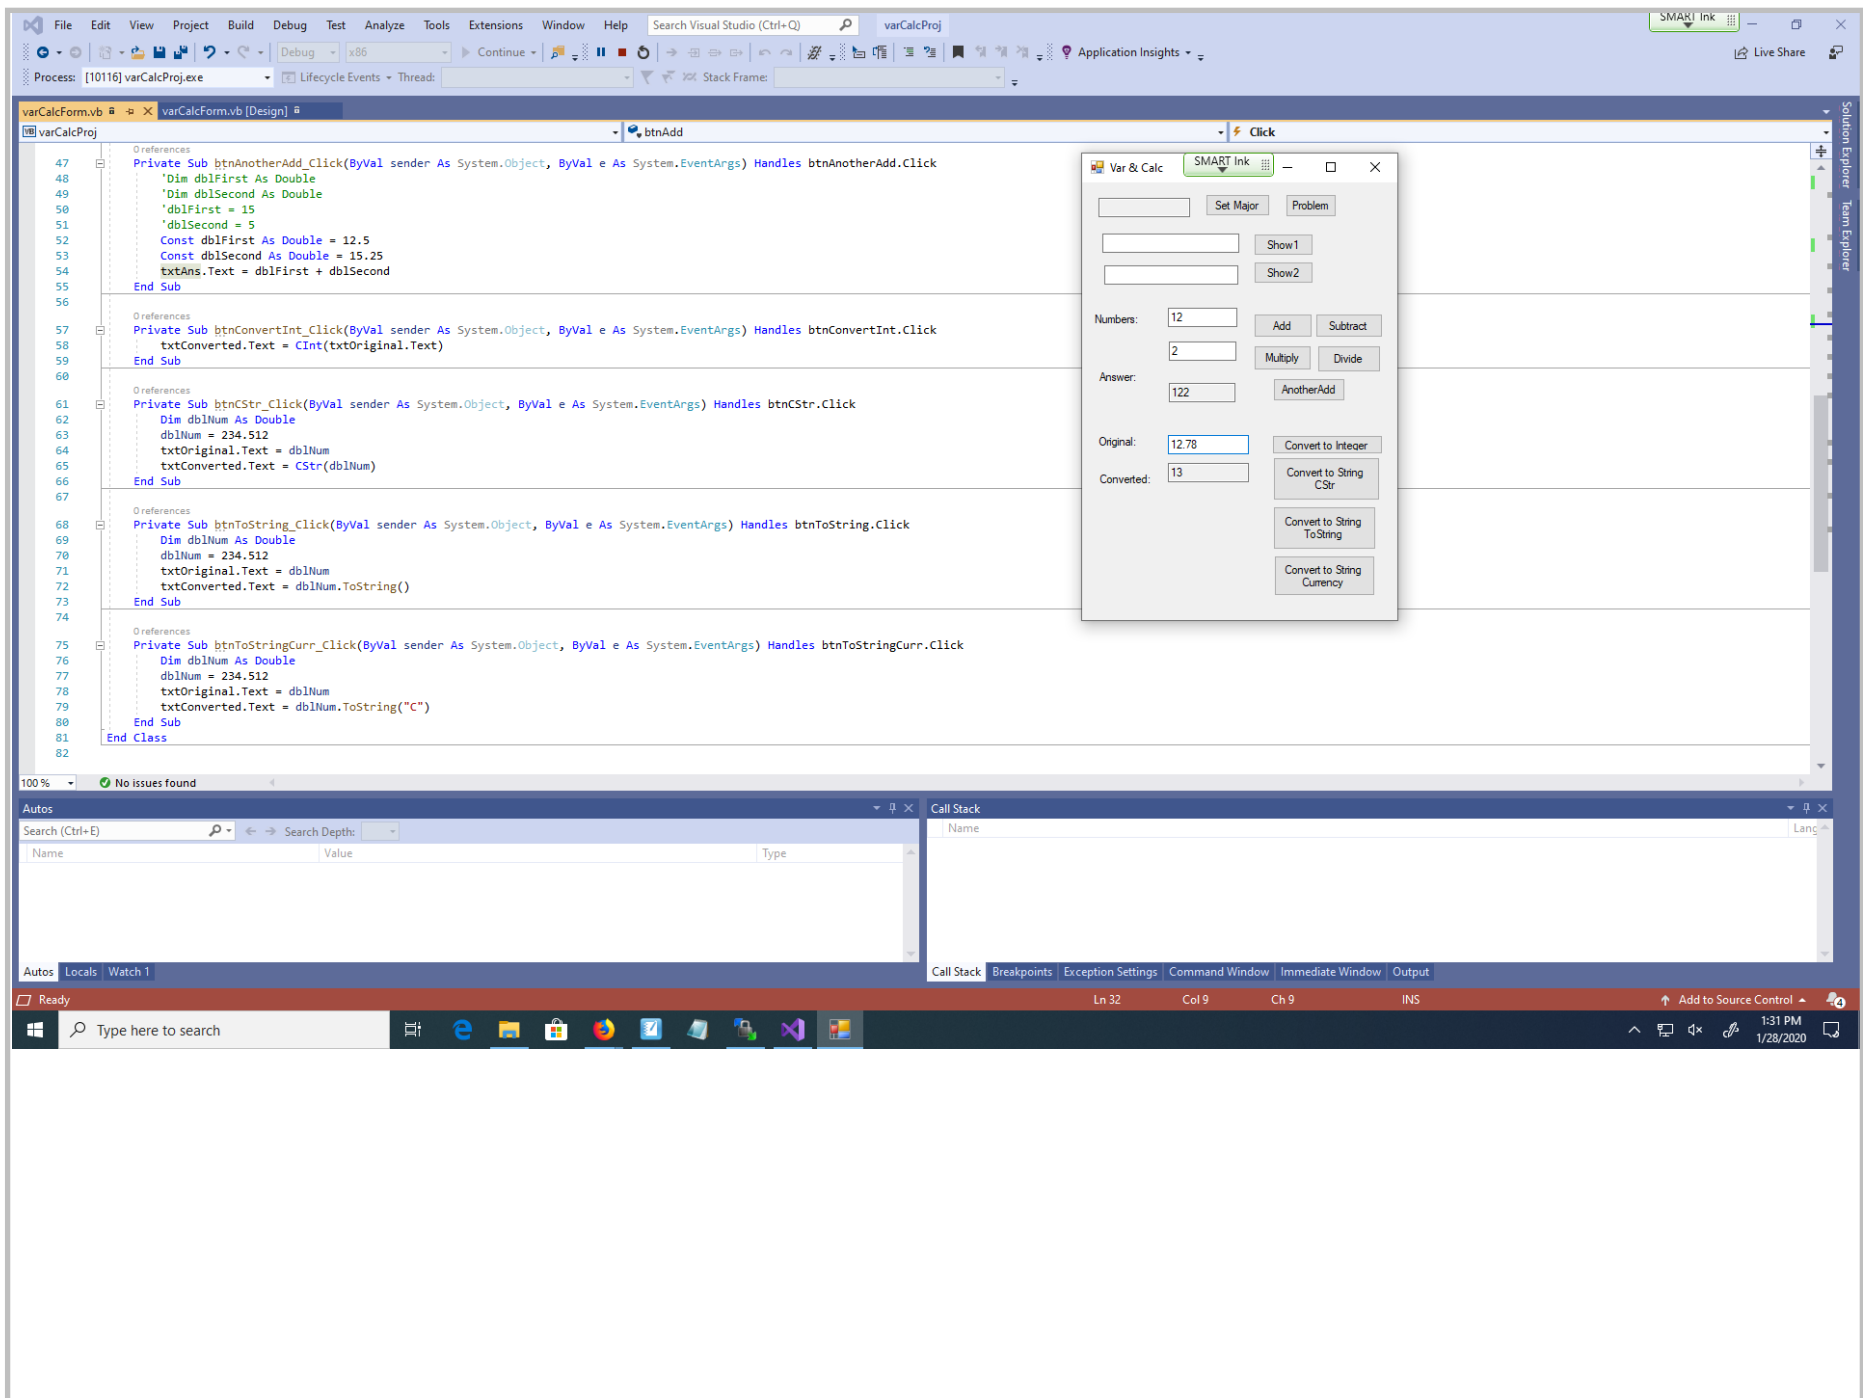 File Edit View Project Build Debug Test Analyze Tools Extensions Window Help Search Visual Studio (Ctrl+Q) varCalcProj SMART Ink
Debug x86 Continue Application Insights Live Share
Process: [10116] varCalcProj.exe Lifecycle Events Thread: Stack Frame:
varCalcForm.vb varCalcForm.vb [Design]
VB varCalcProj btnAdd Click
Solution Explorer
Team Explorer
0 references
47 Private Sub btnAnotherAdd_Click(ByVal sender As System.Object, ByVal e As System.EventArgs) Handles btnAnotherAdd.Click
48 'Dim dblFirst As Double
49 'Dim dblSecond As Double
50 'dblFirst = 15
51 'dblSecond = 5
52 Const dblFirst As Double = 12.5
53 Const dblSecond As Double = 15.25
54 txtAns.Text = dblFirst + dblSecond
55 End Sub
56
0 references
57 Private Sub btnConvertInt_Click(ByVal sender As System.Object, ByVal e As System.EventArgs) Handles btnConvertInt.Click
58 txtConverted.Text = CInt(txtOriginal.Text)
59 End Sub
60
0 references
61 Private Sub btnCStr_Click(ByVal sender As System.Object, ByVal e As System.EventArgs) Handles btnCStr.Click
62 Dim dblNum As Double
63 dblNum = 234.512
64 txtOriginal.Text = dblNum
65 txtConverted.Text = CStr(dblNum)
66 End Sub
67
0 references
68 Private Sub btnToString_Click(ByVal sender As System.Object, ByVal e As System.EventArgs) Handles btnToString.Click
69 Dim dblNum As Double
70 dblNum = 234.512
71 txtOriginal.Text = dblNum
72 txtConverted.Text = dblNum.ToString()
73 End Sub
74
0 references
75 Private Sub btnToStringCurr_Click(ByVal sender As System.Object, ByVal e As System.EventArgs) Handles btnToStringCurr.Click
76 Dim dblNum As Double
77 dblNum = 234.512
78 txtOriginal.Text = dblNum
79 txtConverted.Text = dblNum.ToString("C")
80 End Sub
81 End Class
82
Var & Calc SMART Ink
Set Major Problem
Show1
Show2
Numbers: 12 Add Subtract
2 Multiply Divide
Answer: 122 AnotherAdd
Original: 12.78 Convert to Integer
Converted: 13 Convert to String
CStr
Convert to String
ToString
Convert to String
Currency
100 % No issues found
Autos
Search (Ctrl+E) Search Depth:
Name Value Type
Call Stack
Name Lang
Autos Locals Watch 1
Call Stack Breakpoints Exception Settings Command Window Immediate Window Output
Ready Ln 32 Col 9 Ch 9 INS Add to Source Control 4
Type here to search 1:31 PM
1/28/2020